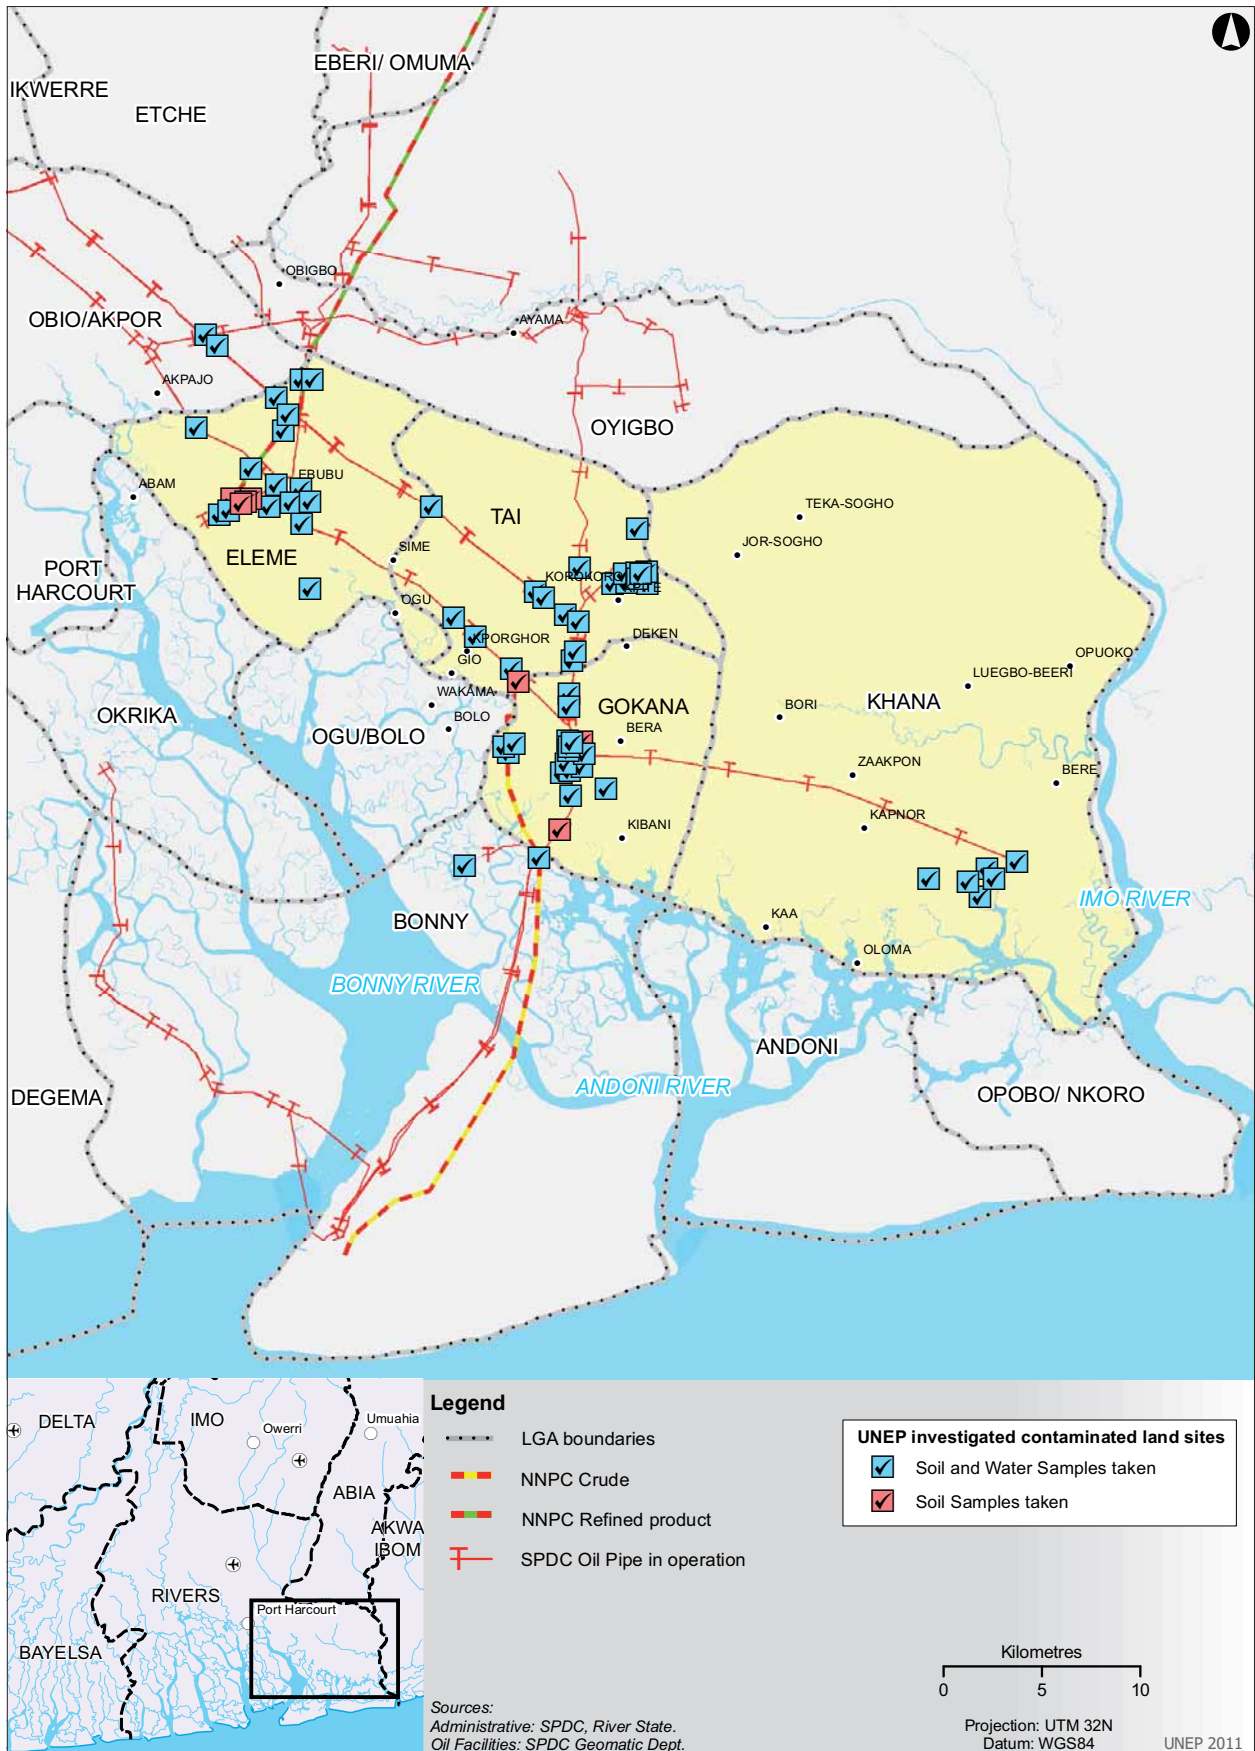 EBERI/ OMUMA
IKWERRE
ETCHE
OBIGBO
OBIO/AKPOR
AYAMA
AKPAJO
OYIGBO
ABAM
EBUBU
TEKA-SOGHO
TAI
JOR-SOGHO
ELEME
SIME
PORT
HARCOURT
KOROKORO
OGU
DEKEN
KPORGHOR
GIO
OPUOKO
LUEGBO-BEERI
WAKAMA
KHANA
OKRIKA
GOKANA
BORI
BOLO
OGU/BOLO
BERA
ZAAKPON
BERE
KIBANI
KAPNOR
IMO RIVER
BONNY
KAA
OLOMA
BONNY RIVER
ANDONI
ANDONI RIVER
DEGEMA
OPOBO/ NKORO
DELTA
IMO
Owerri
Umuahia
ABIA
AKWA
IBOM
RIVERS
Port Harcourt
BAYELSA
Legend
LGA boundaries
NNPC Crude
NNPC Refined product
SPDC Oil Pipe in operation
UNEP investigated contaminated land sites
Soil and Water Samples taken
Soil Samples taken
Kilometres
0 5 10
Projection: UTM 32N
Datum: WGS84
Sources:
Administrative: SPDC, River State.
Oil Facilities: SPDC Geomatic Dept.
UNEP 2011